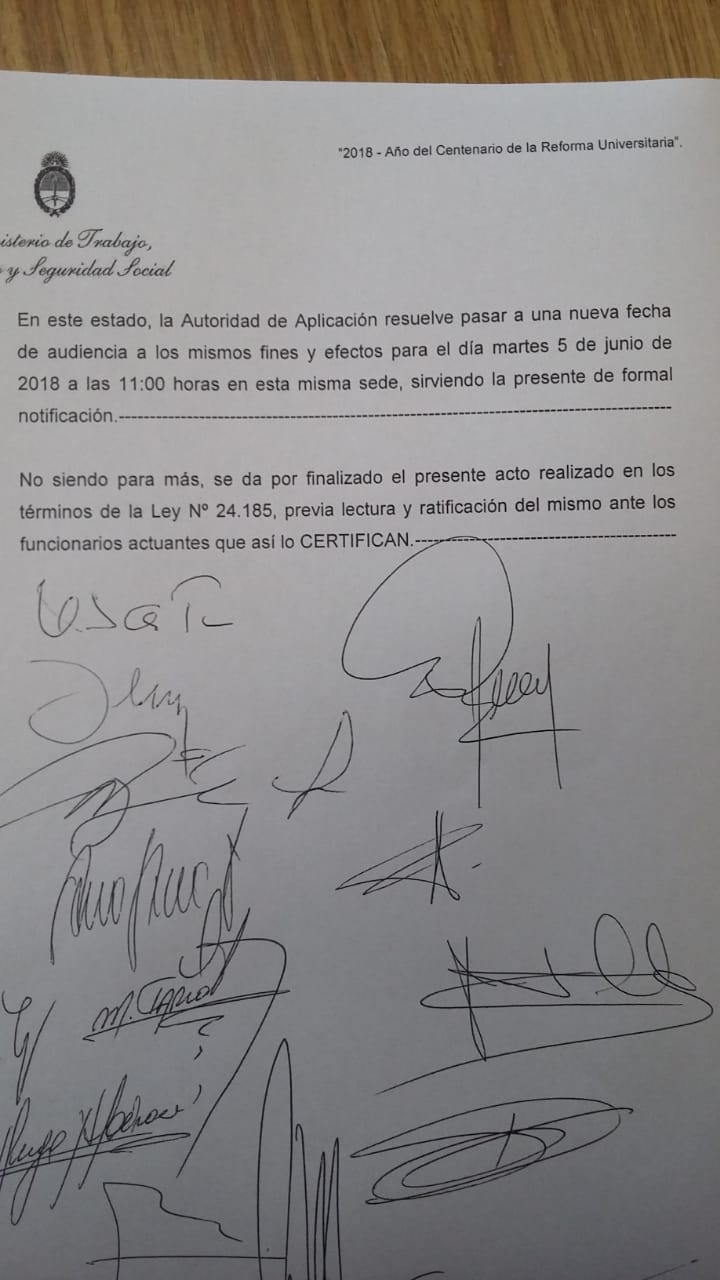 "2018 - Año del Centenario de la Reforma Universitaria".
isterio de Trabajo,
y Seguridad Social
En este estado, la Autoridad de Aplicación resuelve pasar a una nueva fecha
de audiencia a los mismos fines y efectos para el día martes 5 de junio de
2018 a las 11:00 horas en esta misma sede, sirviendo la presente de formal
notificación.-----------------------------------------------------------------------------------------
No siendo para más, se da por finalizado el presente acto realizado en los
términos de la Ley Nº 24.185, previa lectura y ratificación del mismo ante los
funcionarios actuantes que así lo CERTIFICAN.------------------------------------------
M. Tapia
Hugo